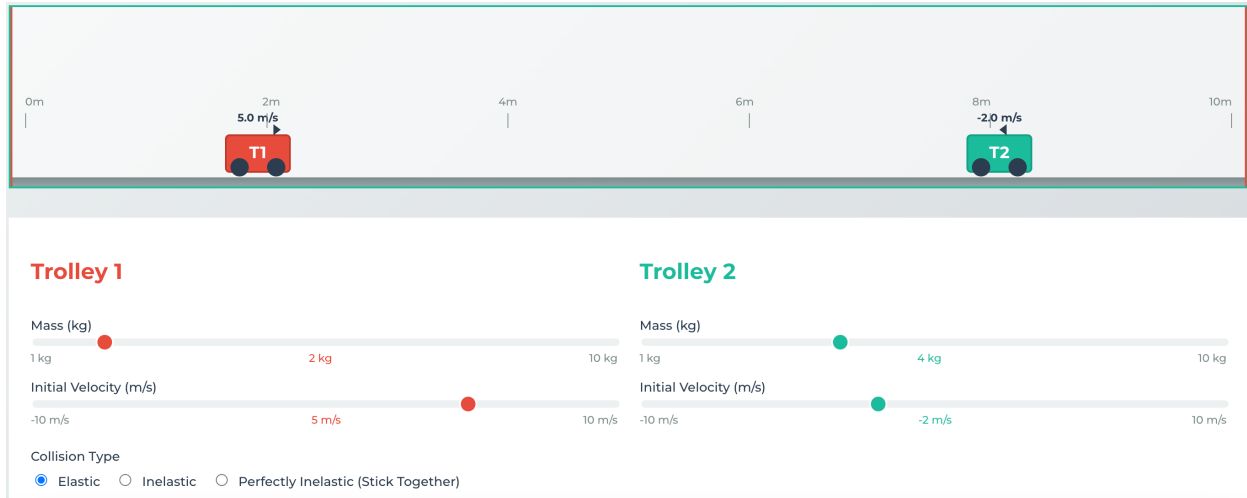 0m 2m 4m 6m 8m 10m
5.0 m/s -2.0 m/s
T1 T2
Trolley 1 Trolley 2
Mass (kg) Mass (kg)
1 kg 2 kg 10 kg 1 kg 4 kg 10 kg
Initial Velocity (m/s) Initial Velocity (m/s)
-10 m/s 5 m/s 10 m/s -10 m/s -2 m/s 10 m/s
Collision Type
Elastic Inelastic Perfectly Inelastic (Stick Together)